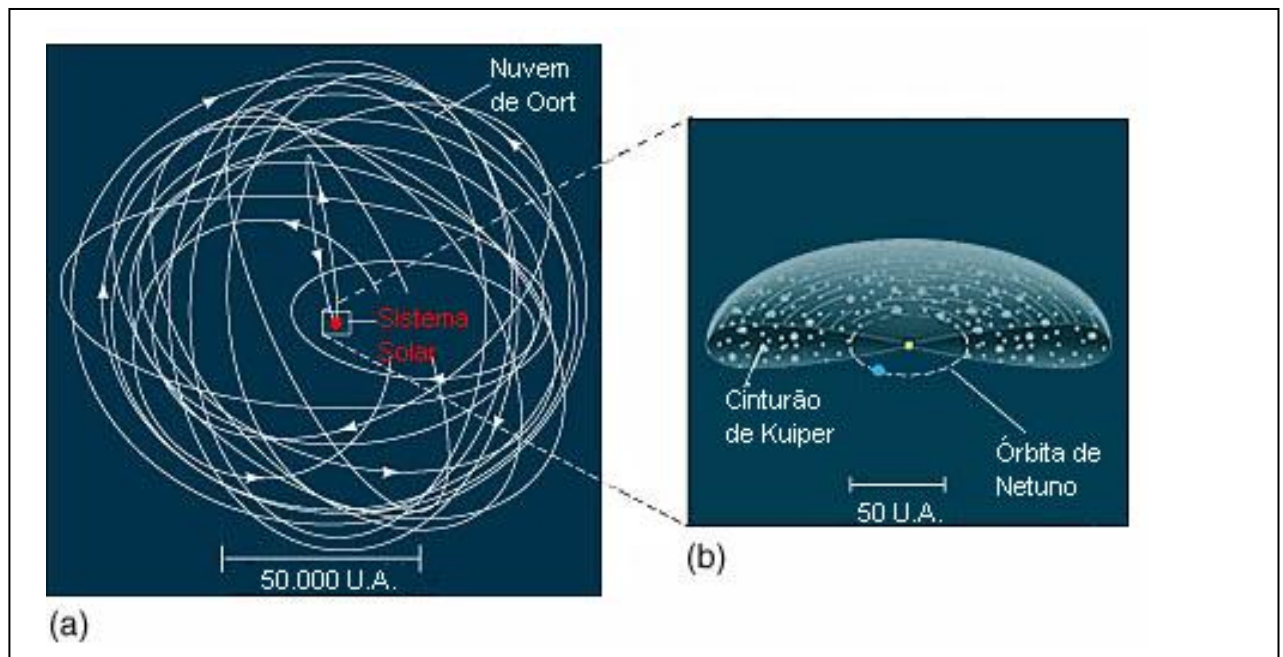 Nuvem
de Oort
Sistema
Solar
50.000 U.A.
(a)
Cinturão
de Kuiper
Órbita de
Netuno
50 U.A.
(b)